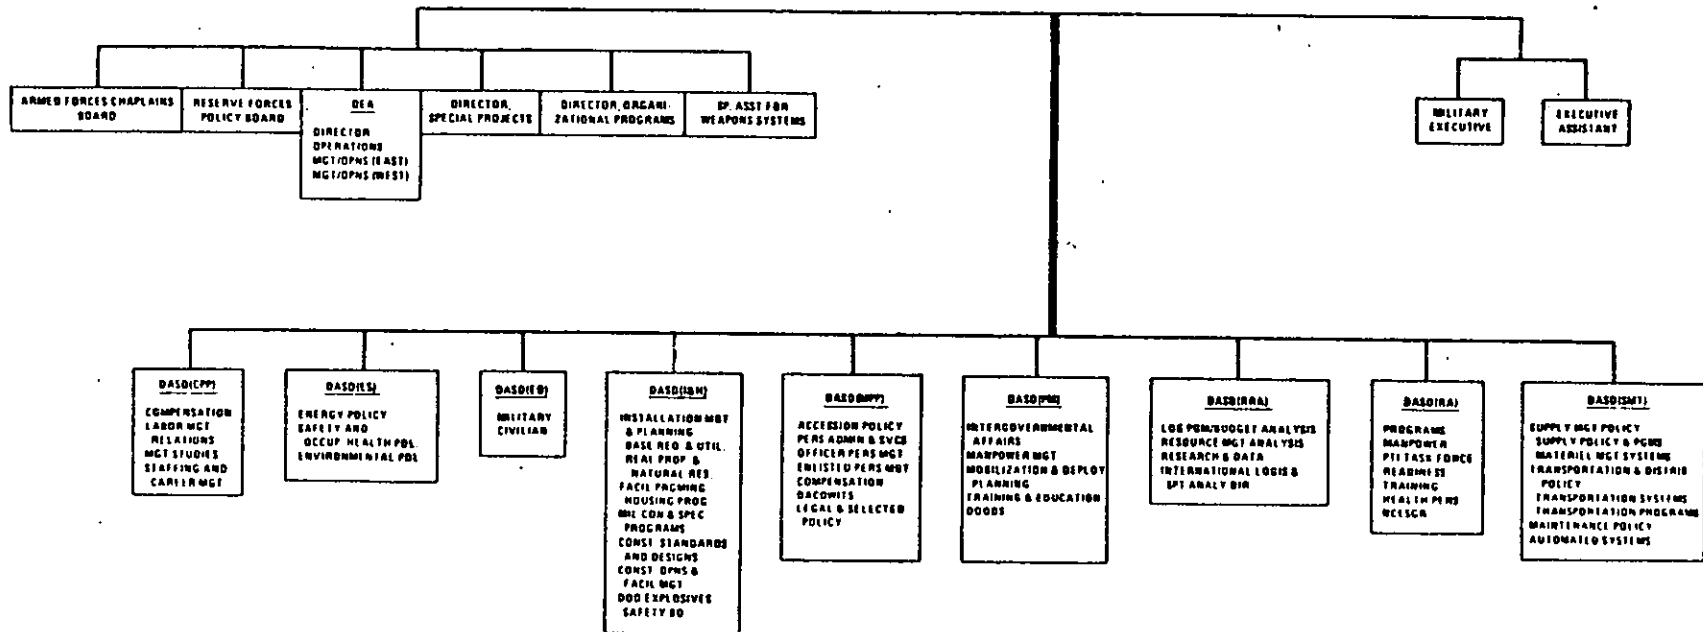 ARMED FORCES CHAPLAINS
BOARD
RESERVE FORCES
POLICY BOARD
OEA
DIRECTOR
OPERATIONS
MGT/OPNS (EAST)
MGT/OPNS (WEST)
DIRECTOR,
SPECIAL PROJECTS
DIRECTOR, ORGANI-
ZATIONAL PROGRAMS
SP. ASST FOR
WEAPONS SYSTEMS
MILITARY
EXECUTIVE
EXECUTIVE
ASSISTANT
DASD(CPP)
COMPENSATION
LABOR MGT
RELATIONS
MGT STUDIES
STAFFING AND
CAREER MGT
DASD(ES)
ENERGY POLICY
SAFETY AND
OCCUP HEALTH POL.
ENVIRONMENTAL POL
DASD(EO)
MILITARY
CIVILIAN
DASD(I&H)
INSTALLATION MGT
& PLANNING
BASE REQ. & UTIL.
REAL PROP &
NATURAL RES.
FACIL PRGMING
HOUSING PROG
MIL CON & SPEC
PROGRAMS
CONST. STANDARDS
AND DESIGNS
CONST. OPNS &
FACIL MGT
DOD EXPLOSIVES
SAFETY BD
DASD(MPP)
ACCESSION POLICY
PERS ADMIN & SVCS
OFFICER PERS MGT
ENLISTED PERS MGT
COMPENSATION
DACOWITS
LEGAL & SELECTED
POLICY
DASD(PM)
INTERGOVERNMENTAL
AFFAIRS
MANPOWER MGT
MOBILIZATION & DEPLOY
PLANNING
TRAINING & EDUCATION
DODDS
DASD(RRA)
LOG PGM/BUDGET ANALYSIS
RESOURCE MGT ANALYSIS
RESEARCH & DATA
INTERNATIONAL LOGIS &
SPT ANALY DIR
DASD(RA)
PROGRAMS
MANPOWER
PTI TASK FORCE
READINESS
TRAINING
HEALTH PERS
NCESGR
DASD(SMT)
SUPPLY MGT POLICY
SUPPLY POLICY & PGMS
MATERIEL MGT SYSTEMS
TRANSPORTATION & DISTRIB
POLICY
TRANSPORTATION SYSTEMS
TRANSPORTATION PROGRAMS
MAINTENANCE POLICY
AUTOMATED SYSTEMS